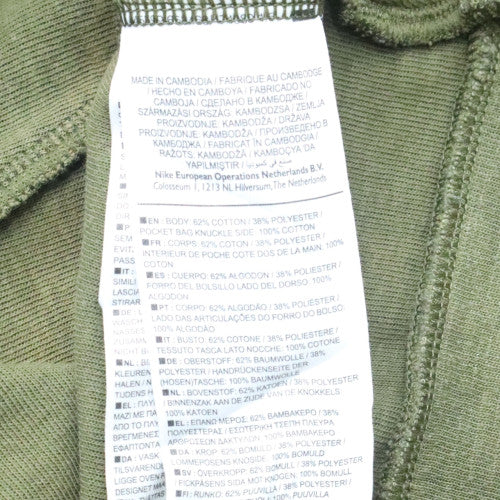 MADE IN CAMBODIA / FABRIQUE AU CAMBODGE
/ HECHO EN CAMBOYA / FABRICADO NO
CAMBOJA / СДЕЛАНО В КАМБОДЖЕ /
SZÁRMAZÁSI ORSZÁG: KAMBODZSA / ZEMLJA
PROIZVODNJE: KAMBODŽA / DRŽAVA
PROIZVODNJE: KAMBODŽA / ПРОИЗВЕДЕНО В
КАМБОДЖА / FABRICAT ÎN CAMBODGIA /
RAŽOTS: KAMBODŽĀ / KAMBOÇYA, DA
YAPILMIŞTIR / صنع في كمبوديا
Nike European Operations Netherlands B.V.
Colosseum 1, 1213 NL Hilversum, The Netherlands
EN : BODY: 62% COTTON / 38% POLYESTER /
POCKET BAG KNUCKLE SIDE: 100% COTTON
FR : CORPS: 62% COTON / 38% POLYESTER /
INTERIEUR DE POCHE COTE DOS DE LA MAIN: 100%
COTON
ES : CUERPO: 62% ALGODÓN / 38% POLIÉSTER /
FORRO DEL BOLSILLO LADO DEL DORSO: 100%
ALGODON
PT : CORPO: 62% ALGODÃO / 38% POLIÉSTER /
LADO DAS ARTICULAÇÕES DO FORRO DO BOLSO:
100% ALGODÃO
IT : BUSTO: 62% COTONE / 38% POLIESTERE /
TESSUTO TASCA LATO NOCCHE: 100% COTONE
DE : OBERSTOFF: 62% BAUMWOLLE / 38%
POLYESTER / HANDRÜCKENSEITE DER
(HOSEN)TASCHE: 100% BAUMWOLLE
NL : BOVENSTOF: 62% KATOEN / 38% POLYESTER
/ BINNENZAK AAN DE ZIJDE VAN DE KNOKKELS
100% KATOEN
EL : ΕΠΑΝΩ ΜΕΡΟΣ: 62% ΒΑΜΒΑΚΕΡΟ / 38%
ΠΟΛΥΕΣΤΕΡΑΣ / ΕΣΩΤΕΡΙΚΗ ΤΣΕΠΗ ΠΛΕΥΡΑ
ΑΡΘΡΩΣΕΩΝ ΔΑΚΤΥΛΩΝ: 100% ΒΑΜΒΑΚΕΡΟ
DA : KROP: 62% BOMULD / 38% POLYESTER /
LOMMEPOSENS KNOSIDE: 100% BOMULD
SV : ÖVERKROPP: 62% BOMULL / 38% POLYESTER
/ FICKPÅSENS SIDA MOT KNOGARNA: 100% BOMULL
FI : RUNKO: 62% PUUVILLA / 38%